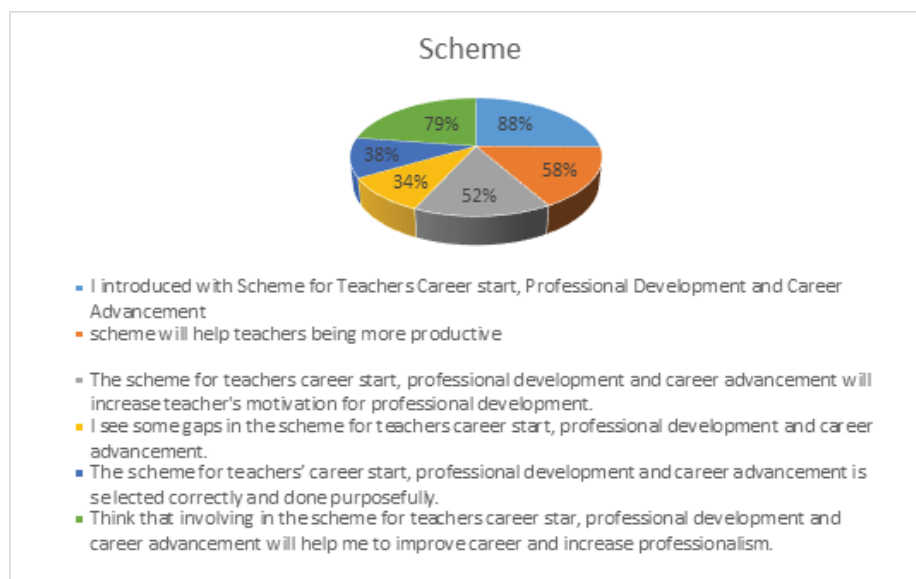 Scheme
79%
88%
38%
58%
34%
52%
I introduced with Scheme for Teachers Career start, Professional Development and Career
Advancement
scheme will help teachers being more productive
The scheme for teachers career start, professional development and career advancement will
increase teacher's motivation for professional development.
I see some gaps in the scheme for teachers career start, professional development and career
advancement.
The scheme for teachers’ career start, professional development and career advancement is
selected correctly and done purposefully.
Think that involving in the scheme for teachers career star, professional development and
career advancement will help me to improve career and increase professionalism.